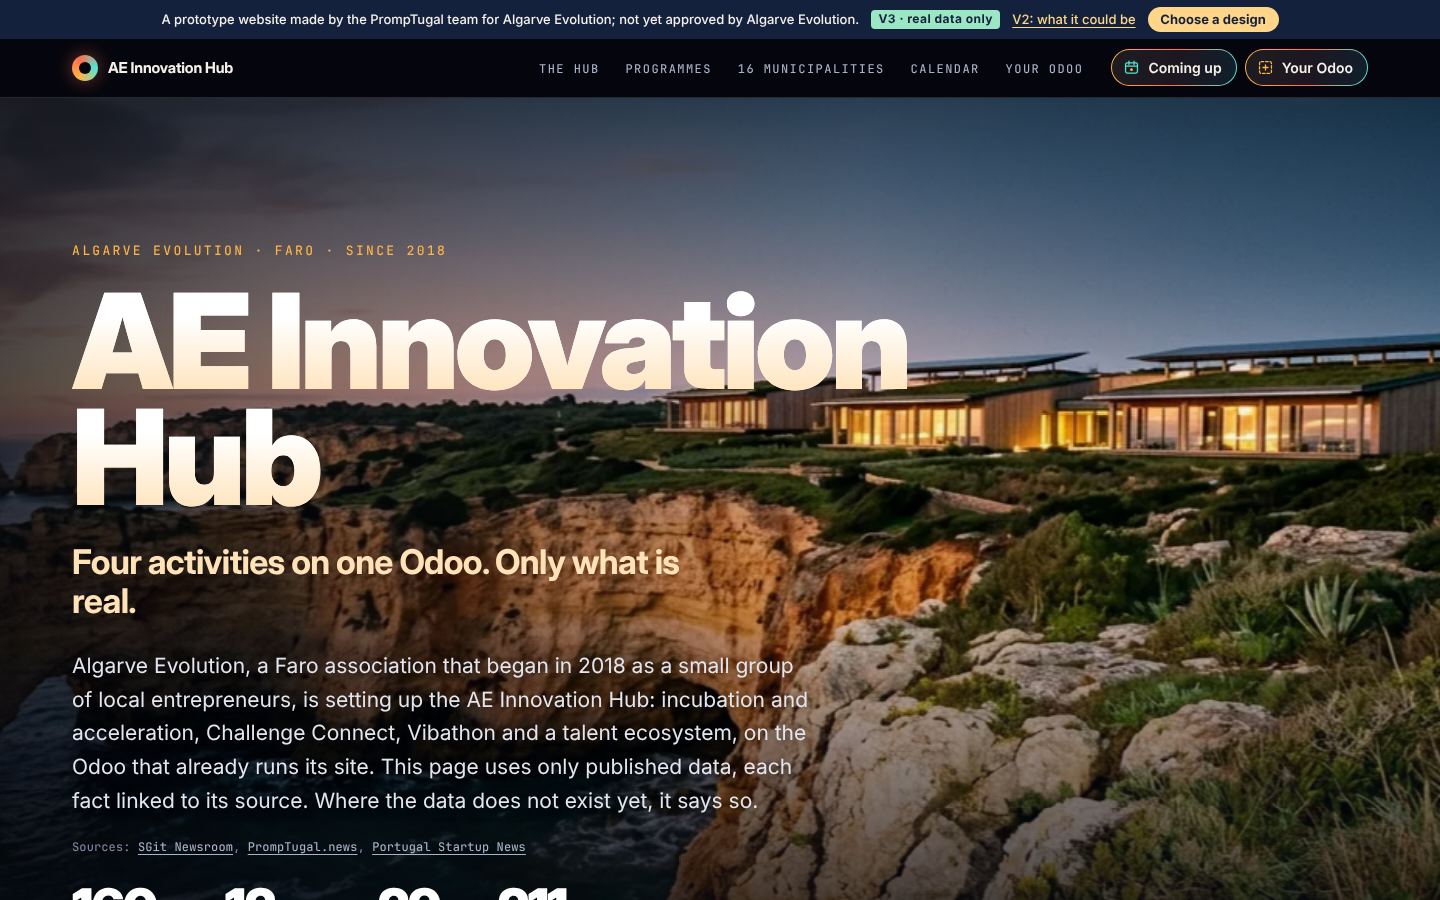 A prototype website made by the PrompTugal team for Algarve Evolution; not yet approved by Algarve Evolution. V3 · real data only V2: what it could be Choose a design
AE Innovation Hub THE HUB PROGRAMMES 16 MUNICIPALITIES CALENDAR YOUR ODOO Coming up Your Odoo
ALGARVE EVOLUTION · FARO · SINCE 2018
AE Innovation
Hub
Four activities on one Odoo. Only what is
real.
Algarve Evolution, a Faro association that began in 2018 as a small group
of local entrepreneurs, is setting up the AE Innovation Hub: incubation and
acceleration, Challenge Connect, Vibathon and a talent ecosystem, on the
Odoo that already runs its site. This page uses only published data, each
fact linked to its source. Where the data does not exist yet, it says so.
Sources: SGit Newsroom, PrompTugal.news, Portugal Startup News